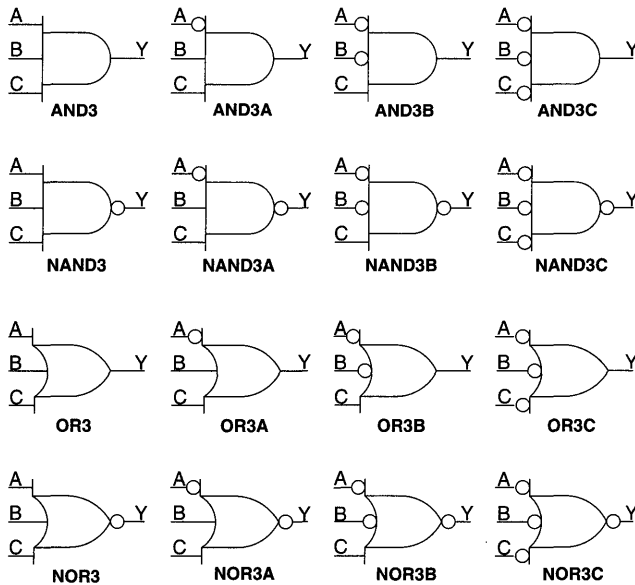 A A A A
B Y B Y B Y B Y
C C C C
AND3 AND3A AND3B AND3C
A A A A
B Y B Y B Y B Y
C C C C
NAND3 NAND3A NAND3B NAND3C
A A A A
B Y B Y B Y B Y
C C C C
OR3 OR3A OR3B OR3C
A A A A
B Y B Y B Y B Y
C C C C
NOR3 NOR3A NOR3B NOR3C